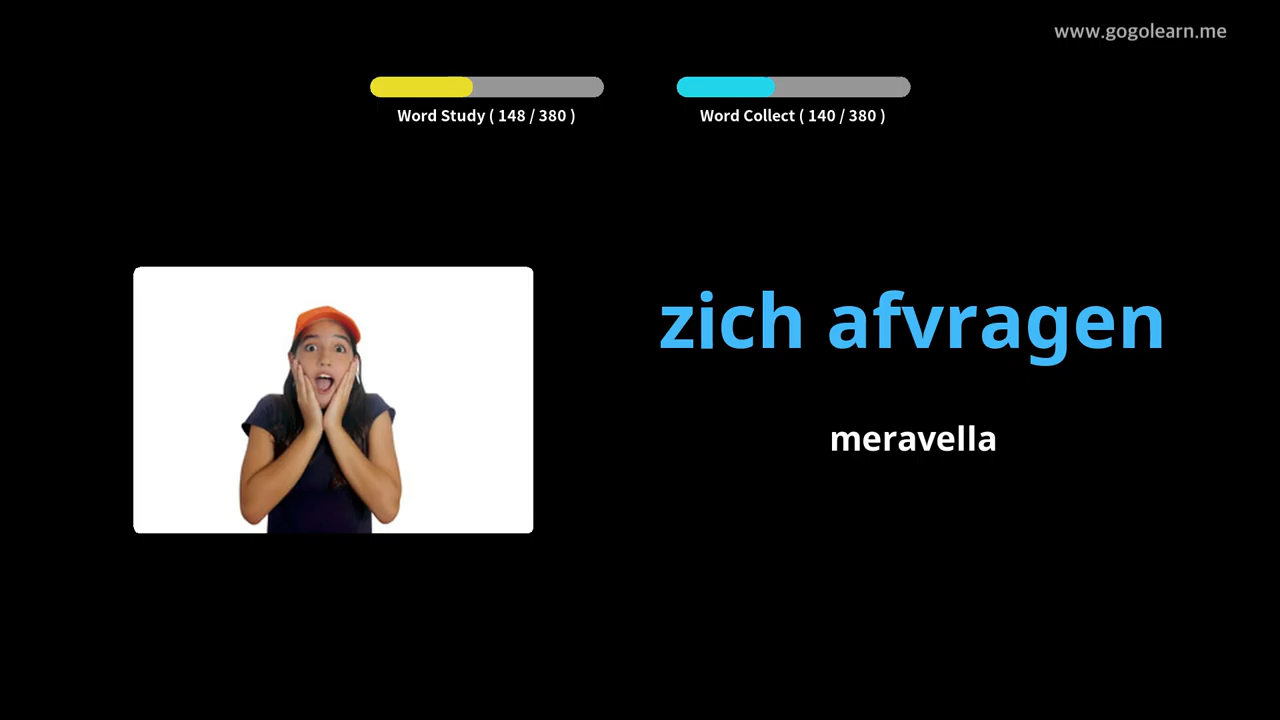 www.gogolearn.me
Word Study ( 148 / 380 )
Word Collect ( 140 / 380 )
zich afvragen
meravella